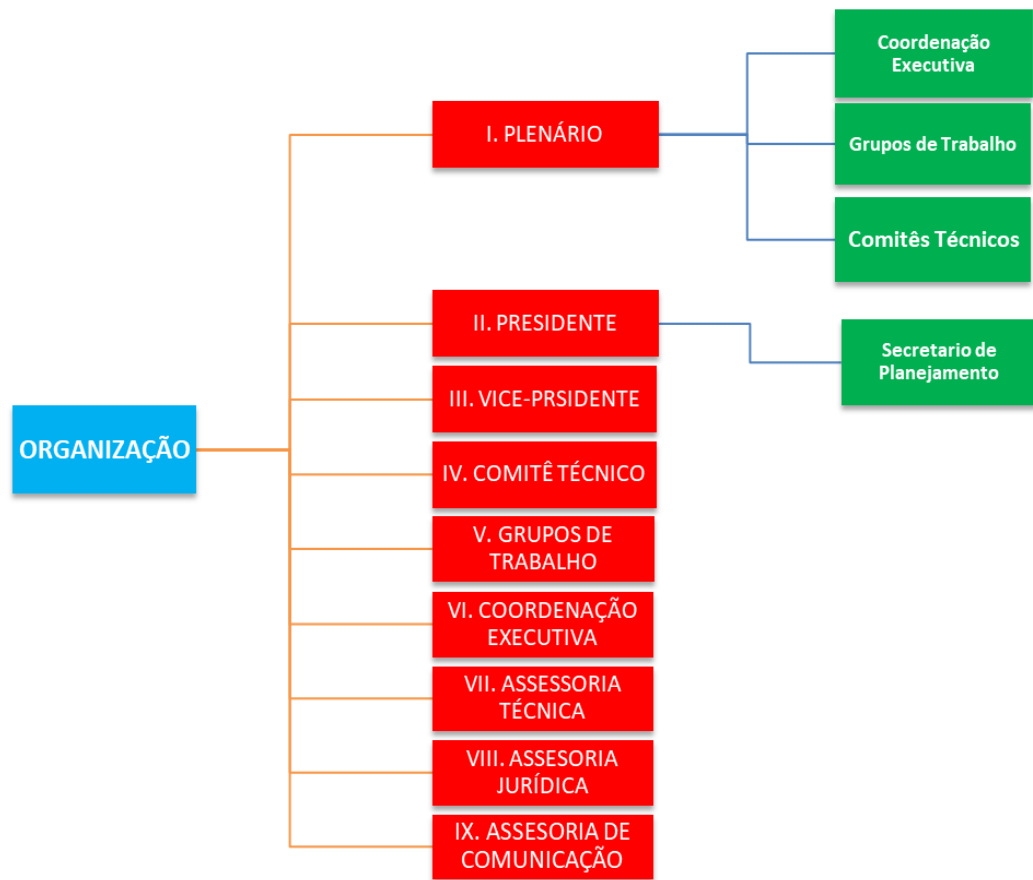 ORGANIZAÇÃO
I. PLENÁRIO
Coordenação
Executiva
Grupos de Trabalho
Comitês Técnicos
II. PRESIDENTE
Secretario de
Planejamento
III. VICE-PRSIDENTE
IV. COMITÊ TÉCNICO
V. GRUPOS DE
TRABALHO
VI. COORDENAÇÃO
EXECUTIVA
VII. ASSESSORIA
TÉCNICA
VIII. ASSESORIA
JURÍDICA
IX. ASSESORIA DE
COMUNICAÇÃO